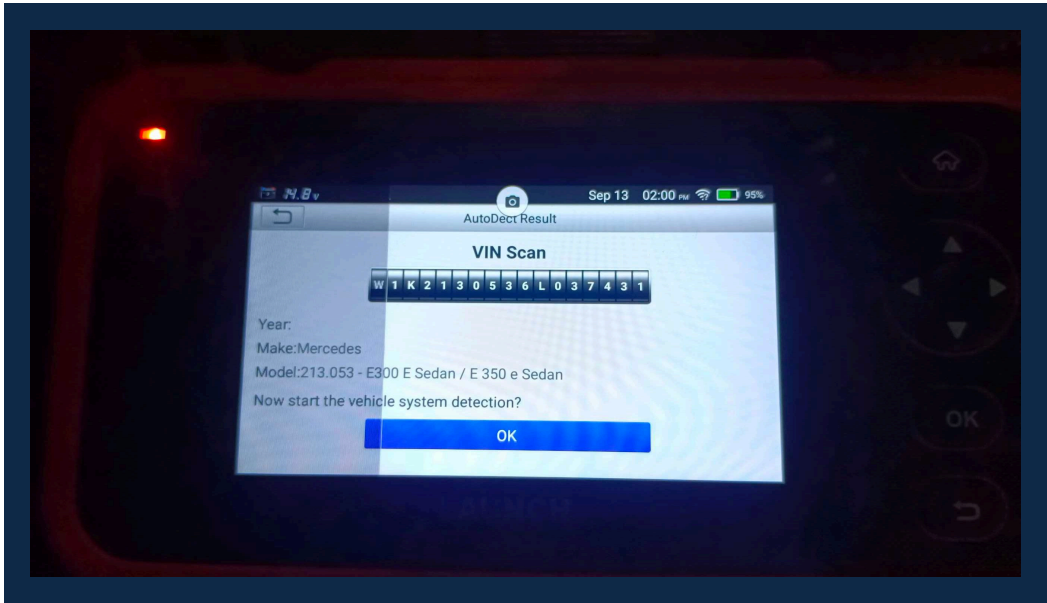 14.8v Sep 13 02:00 PM 95%
AutoDect Result
VIN Scan
W1K2130536L037431
Year:
Make:Mercedes
Model:213.053 - E300 E Sedan / E 350 e Sedan
Now start the vehicle system detection?
OK
OK
LAUNCH